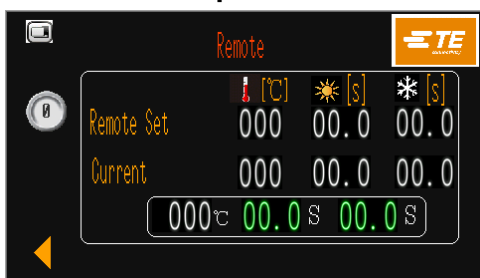 Remote
TE
[℃] [s] [s]
0
Remote Set 000 00.0 00.0
Current 000 00.0 00.0
000℃ 00.0 S 00.0 S